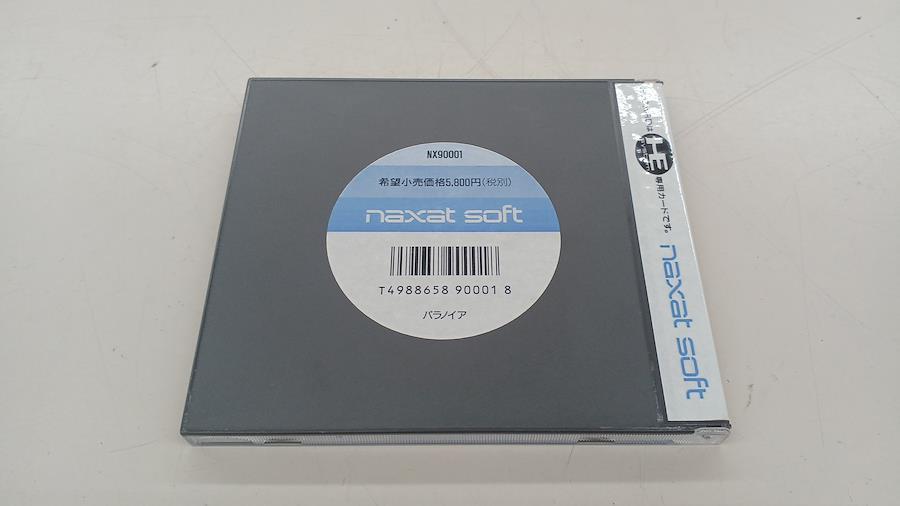 NX90001
希望小売価格5,800円(税別)
naxat soft
T4988658 90001 8
パラノイア
HE
専用カードです。
naxat soft